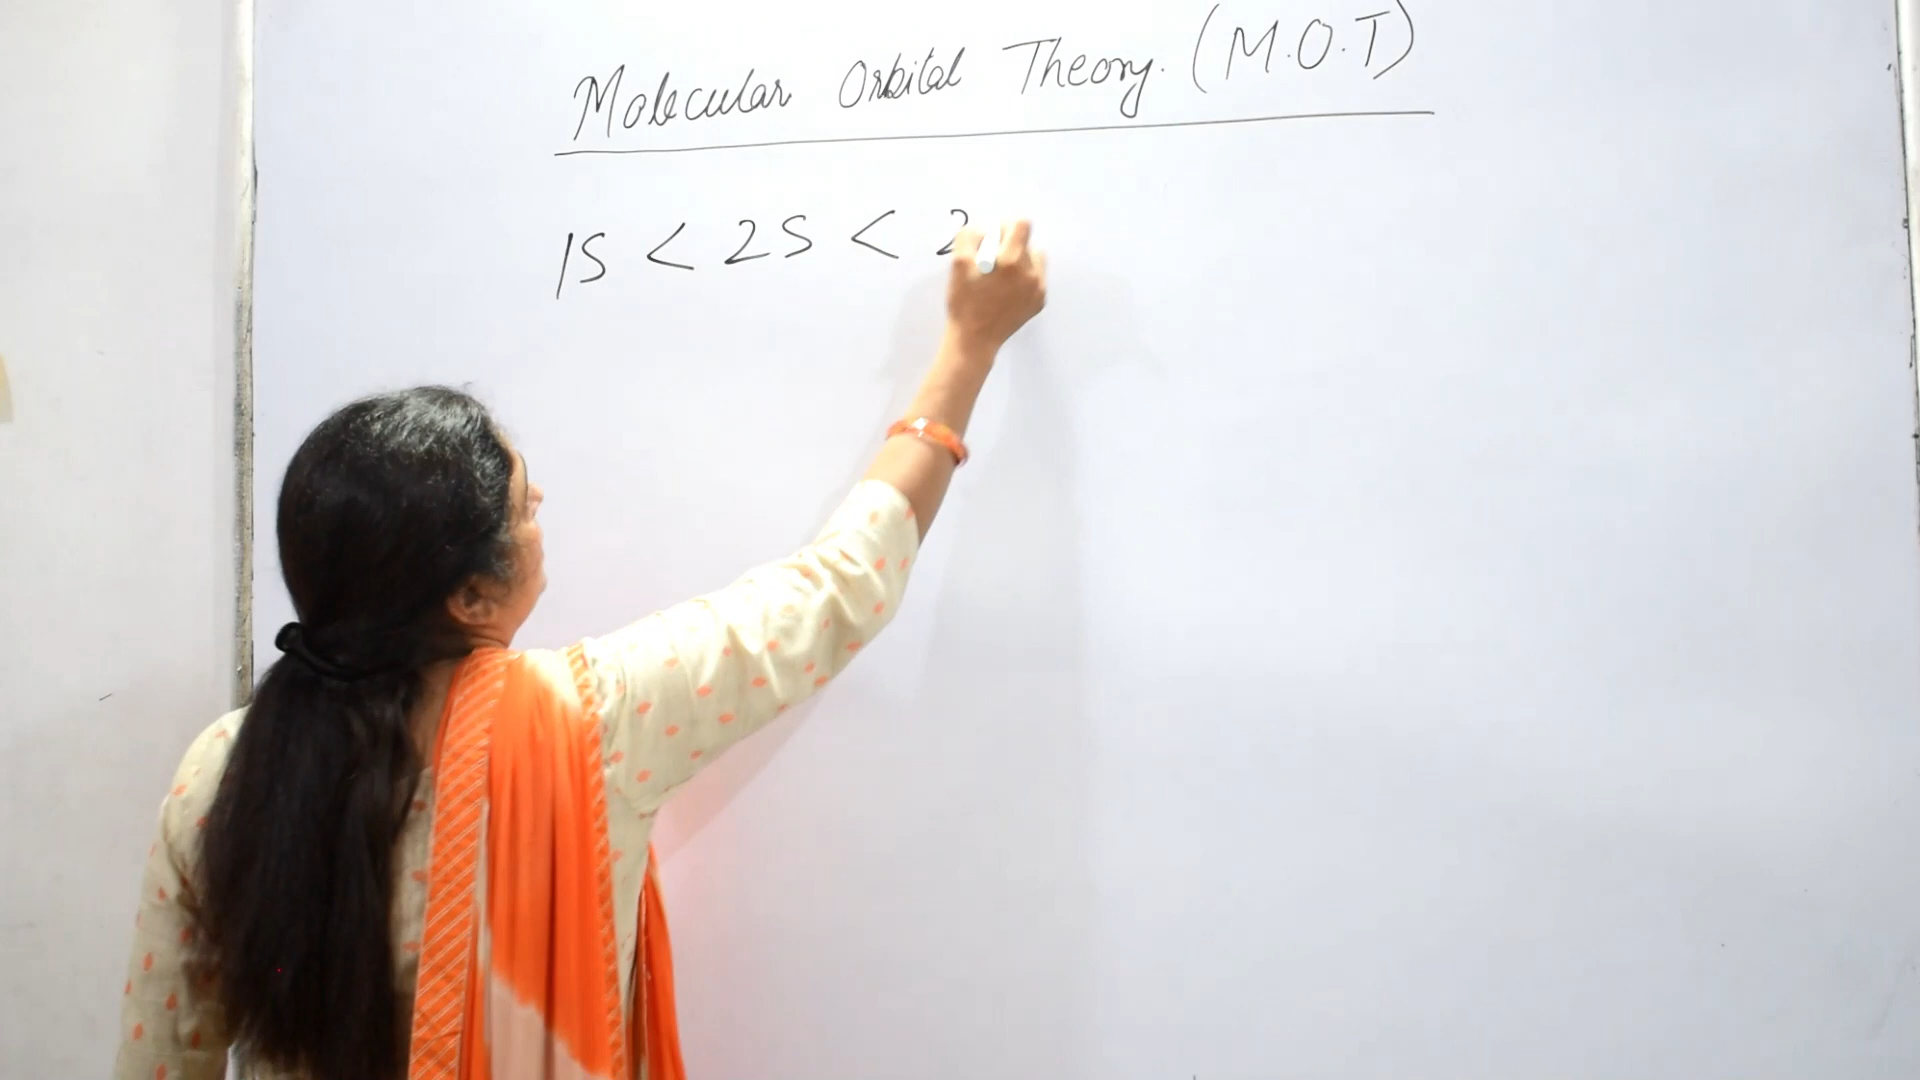 Molecular Orbital Theory. (M.O.T)
1S < 2S < 2